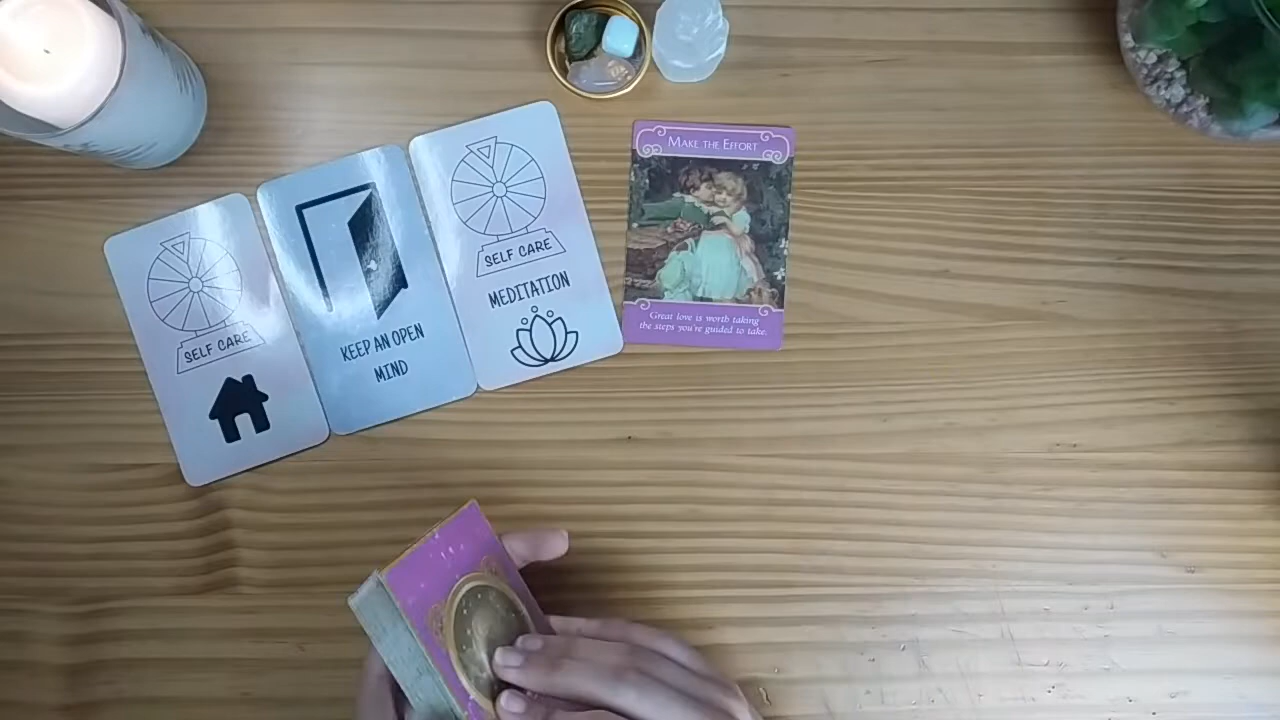 SELF CARE
KEEP AN OPEN
MIND
SELF CARE
MEDITATION
MAKE THE EFFORT
Great love is worth taking
the steps you're guided to take.